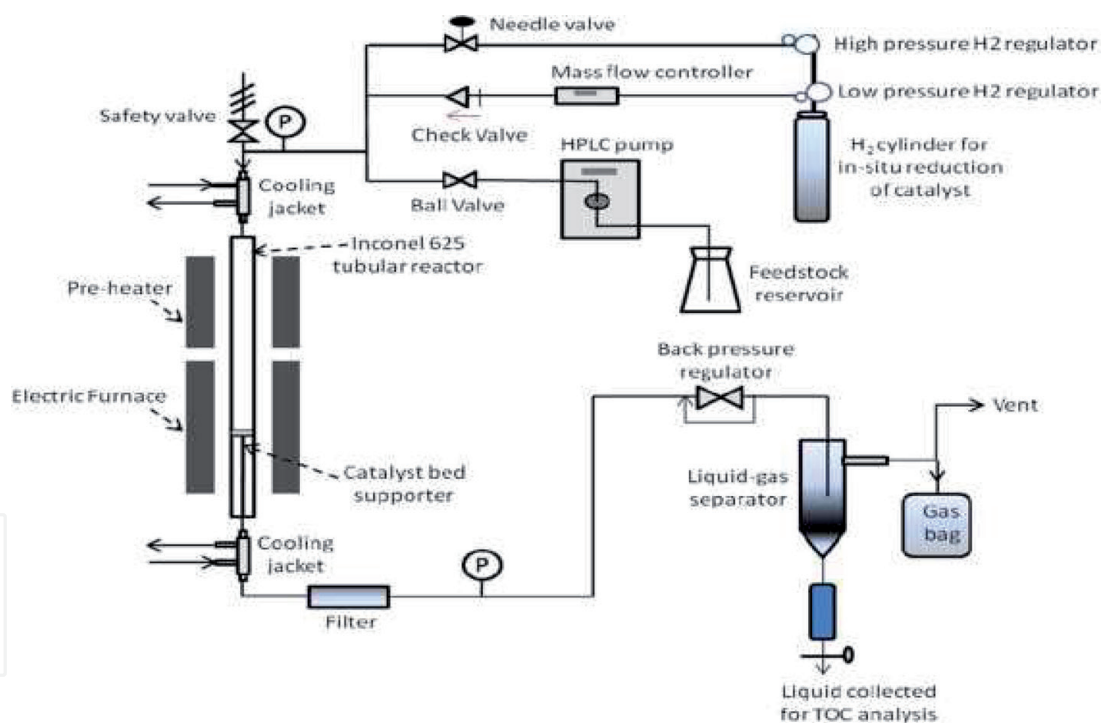 Needle valve
High pressure H2 regulator
Mass flow controller
Low pressure H2 regulator
Safety valve
P
Check Valve
HPLC pump
H₂ cylinder for
in-situ reduction
of catalyst
Cooling
jacket
Ball Valve
Inconel 625
tubular reactor
Feedstock
reservoir
Pre-heater
Back pressure
regulator
Electric Furnace
Vent
Catalyst bed
supporter
Liquid-gas
separator
Gas
bag
Cooling
jacket
P
Filter
Liquid collected
for TOC analysis